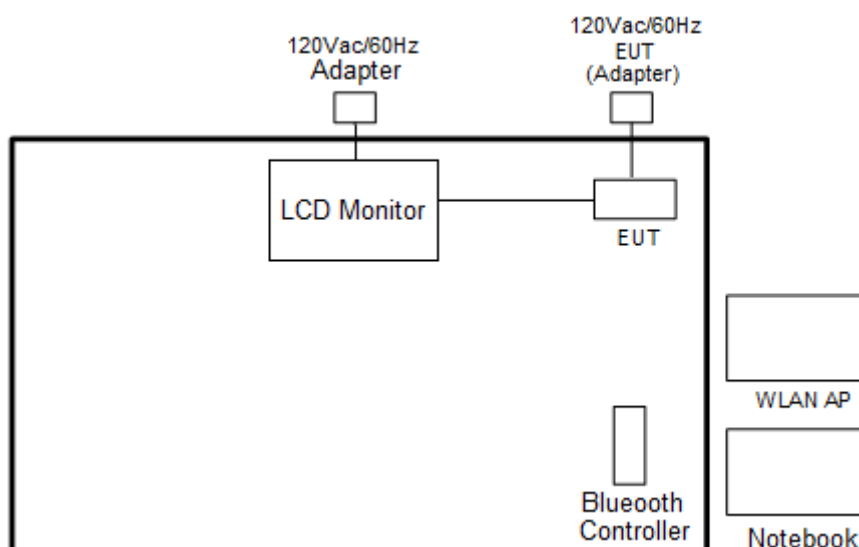 120Vac/60Hz
Adapter
120Vac/60Hz
EUT
(Adapter)
LCD Monitor
EUT
WLAN AP
Blueooth
Controller
Notebook